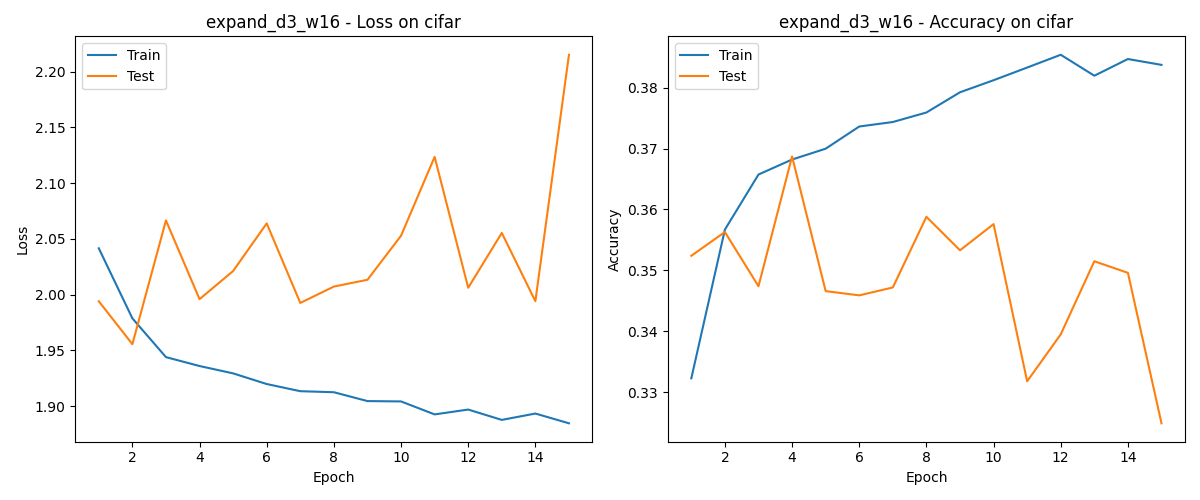 expand_d3_w16 - Loss on cifar
Train
Test
2.20
2.15
2.10
2.05
2.00
1.95
1.90
Loss
2 4 6 8 10 12 14
Epoch
expand_d3_w16 - Accuracy on cifar
Train
Test
0.38
0.37
0.36
0.35
0.34
0.33
Accuracy
2 4 6 8 10 12 14
Epoch